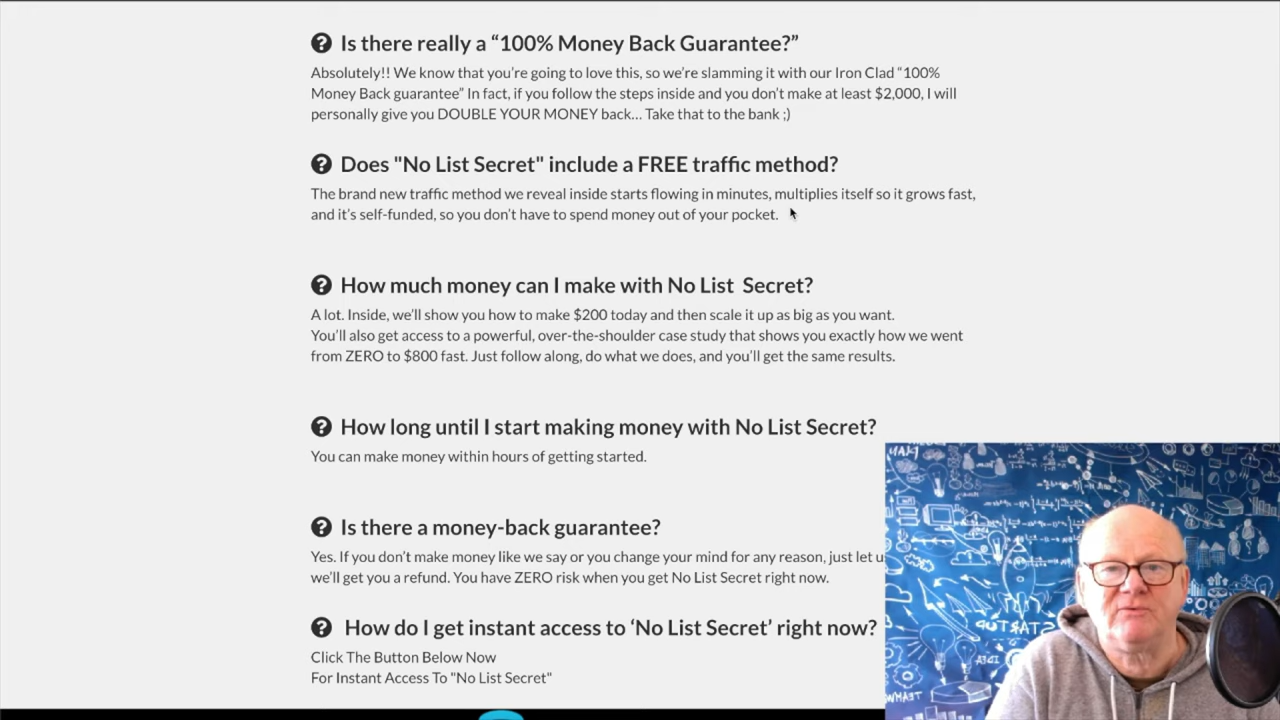 Is there really a “100% Money Back Guarantee?”
Absolutely!! We know that you’re going to love this, so we’re slamming it with our Iron Clad “100%
Money Back guarantee” In fact, if you follow the steps inside and you don’t make at least $2,000, I will
personally give you DOUBLE YOUR MONEY back... Take that to the bank ;)
Does "No List Secret" include a FREE traffic method?
The brand new traffic method we reveal inside starts flowing in minutes, multiplies itself so it grows fast,
and it’s self-funded, so you don’t have to spend money out of your pocket.
How much money can I make with No List  Secret?
A lot. Inside, we’ll show you how to make $200 today and then scale it up as big as you want.
You’ll also get access to a powerful, over-the-shoulder case study that shows you exactly how we went
from ZERO to $800 fast. Just follow along, do what we does, and you’ll get the same results.
How long until I start making money with No List Secret?
You can make money within hours of getting started.
Is there a money-back guarantee?
Yes. If you don’t make money like we say or you change your mind for any reason, just let
we’ll get you a refund. You have ZERO risk when you get No List Secret right now.
How do I get instant access to ‘No List Secret’ right now?
Click The Button Below Now
For Instant Access To "No List Secret"
STARTUP
IDEA
TEAMW